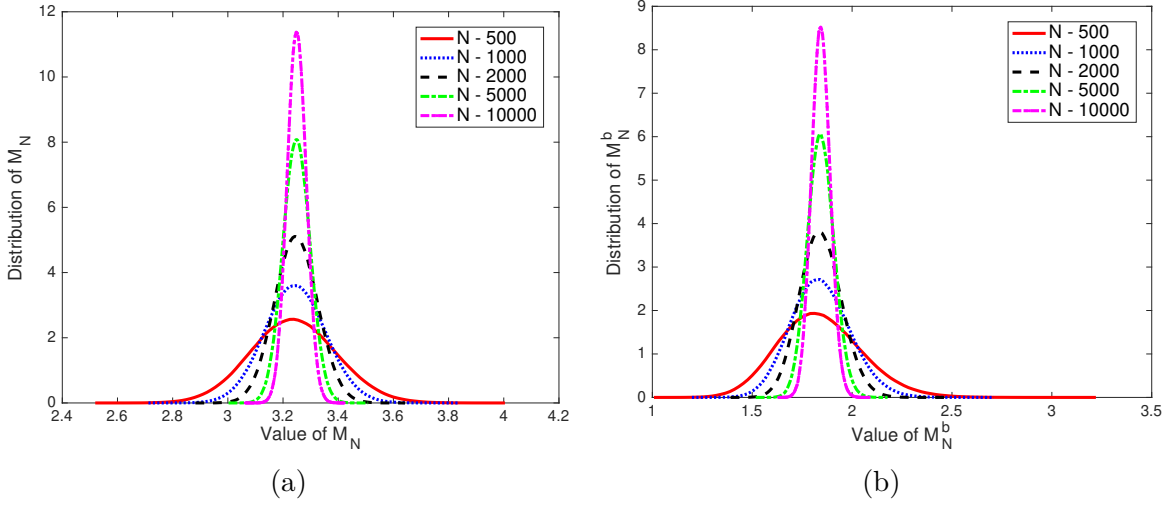 14
12
10
8
6
4
2
0
Distribution of M_N
2.4 2.6 2.8 3 3.2 3.4 3.6 3.8 4 4.2
Value of M_N
N - 500
N - 1000
N - 2000
N - 5000
N - 10000
(a)
9
8
7
6
5
4
3
2
1
0
Distribution of M_N^b
1 1.5 2 2.5 3 3.5
Value of M_N^b
N - 500
N - 1000
N - 2000
N - 5000
N - 10000
(b)